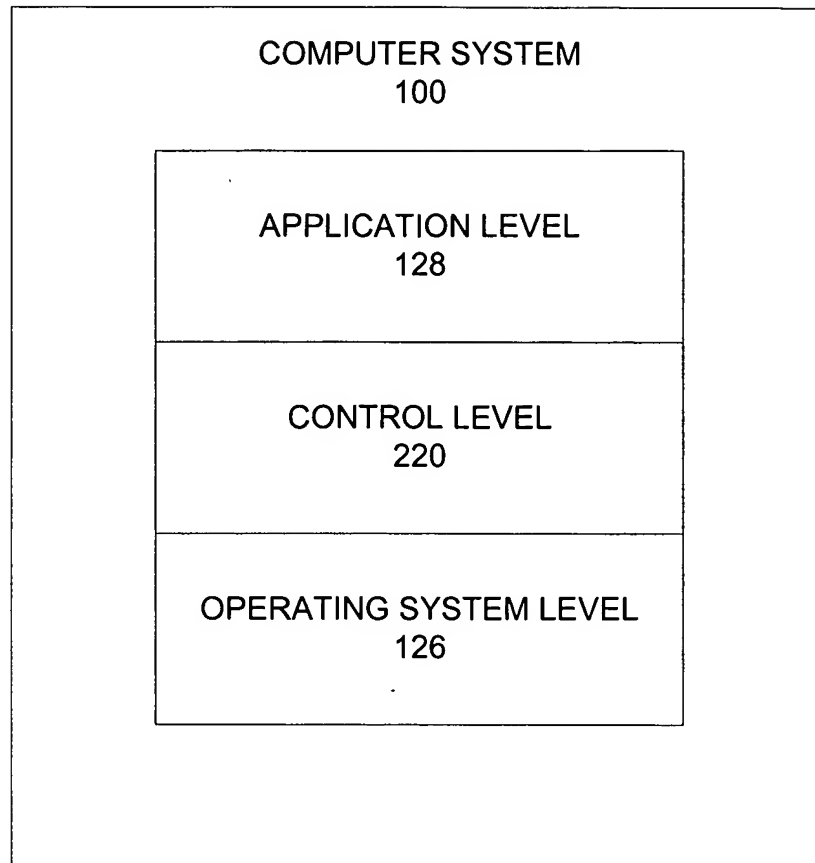 COMPUTER SYSTEM
100
APPLICATION LEVEL
128
CONTROL LEVEL
220
OPERATING SYSTEM LEVEL
126